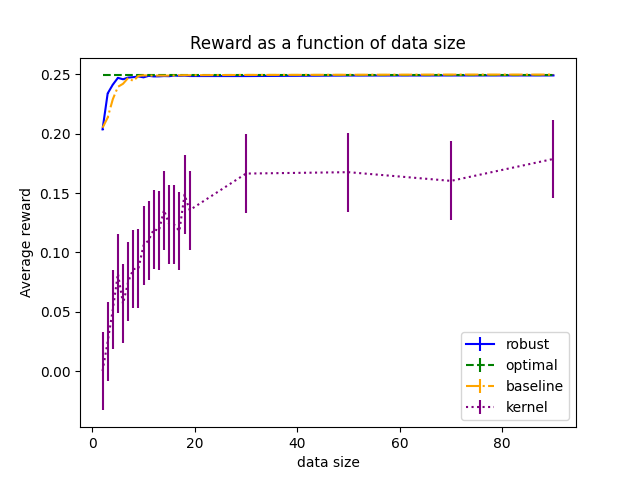 Reward as a function of data size
Average reward
0.25
0.20
0.15
0.10
0.05
0.00
0
20
40
60
80
data size
robust
optimal
baseline
kernel